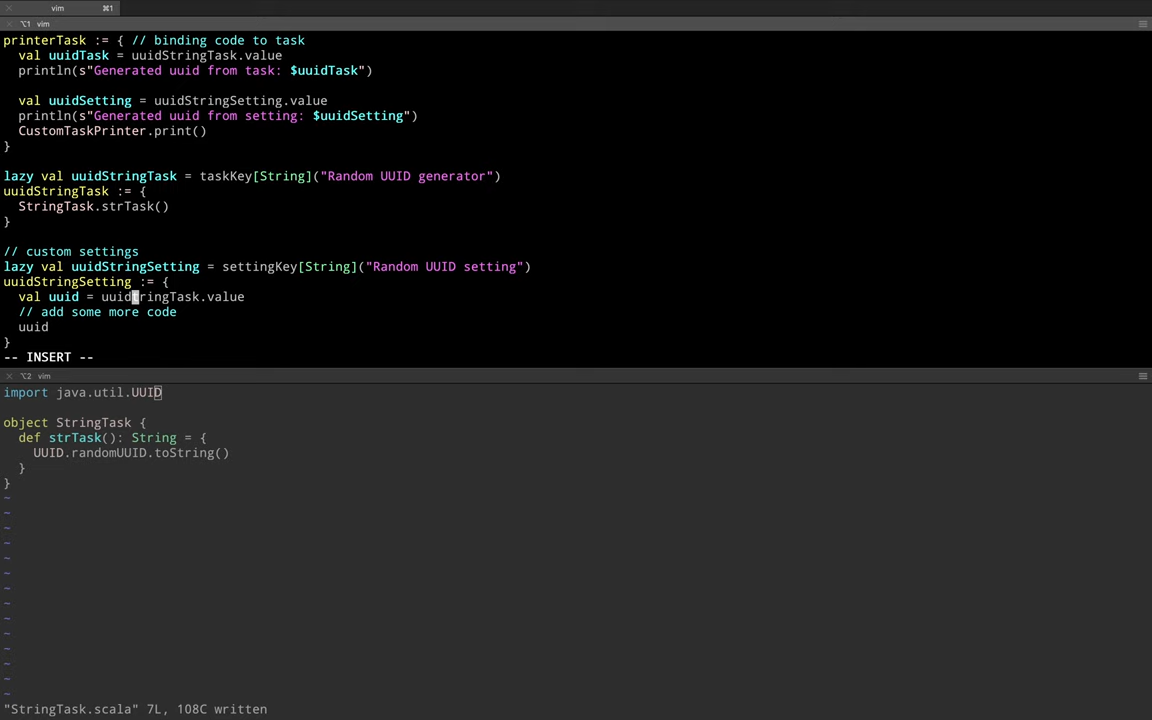 vim ⌘1
⌥1 vim
printerTask := { // binding code to task
  val uuidTask = uuidStringTask.value
  println(s"Generated uuid from task: $uuidTask")

  val uuidSetting = uuidStringSetting.value
  println(s"Generated uuid from setting: $uuidSetting")
  CustomTaskPrinter.print()
}

lazy val uuidStringTask = taskKey[String]("Random UUID generator")
uuidStringTask := {
  StringTask.strTask()
}

// custom settings
lazy val uuidStringSetting = settingKey[String]("Random UUID setting")
uuidStringSetting := {
  val uuid = uuidtringTask.value
  // add some more code
  uuid
}
-- INSERT --
⌥2 vim
import java.util.UUID

object StringTask {
  def strTask(): String = {
    UUID.randomUUID.toString()
  }
}
~
~
~
~
~
~
~
~
~
~
~
~
~
~
"StringTask.scala" 7L, 108C written